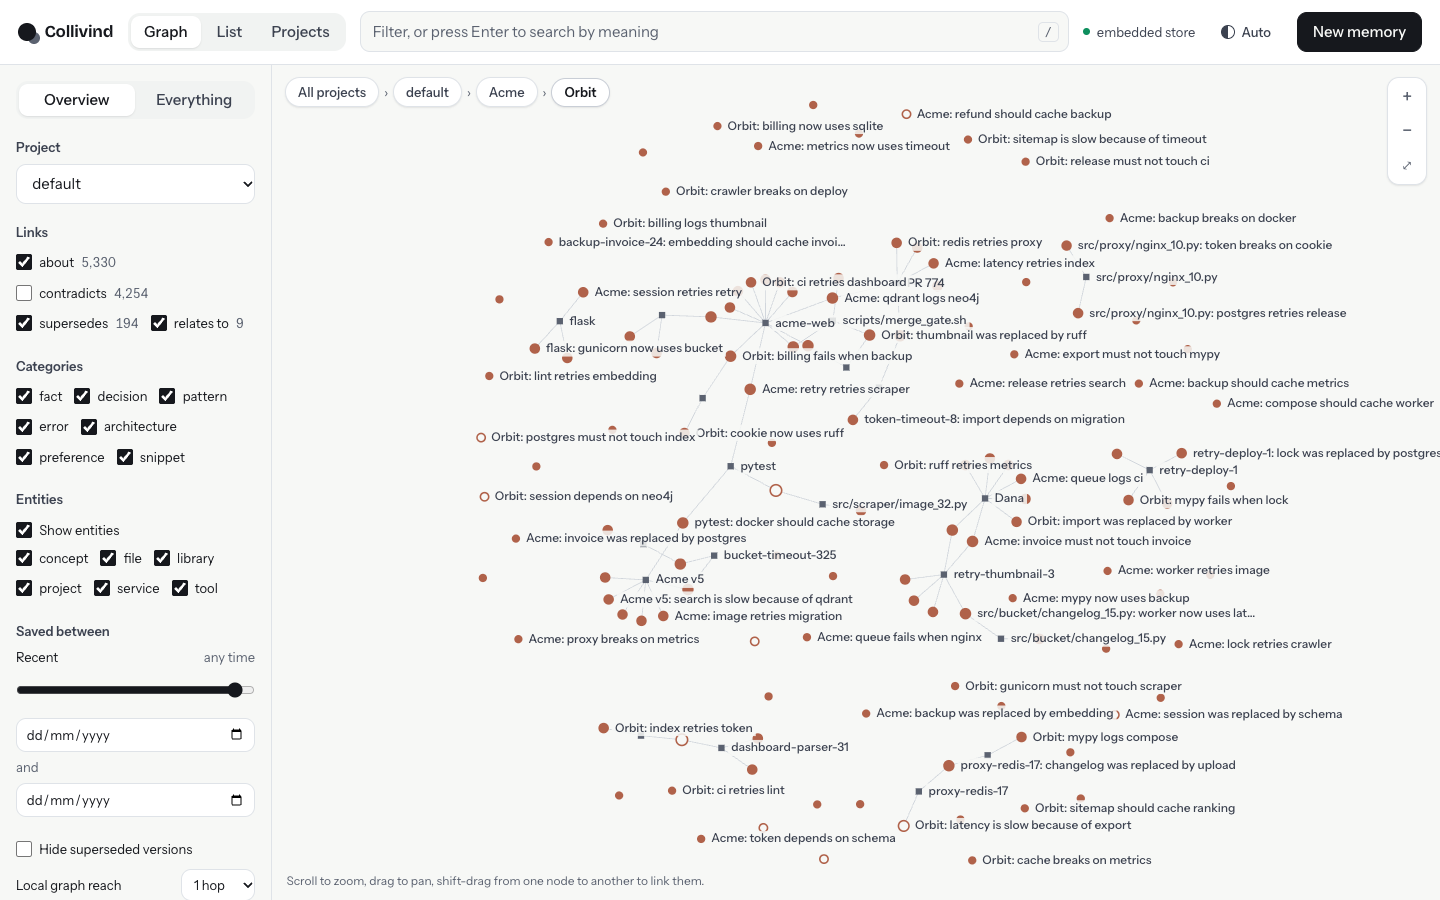 Collivind
Graph
List
Projects
Filter, or press Enter to search by meaning
/
embedded store
Auto
New memory
Overview
Everything
Project
default
Links
about 5,330
contradicts 4,254
supersedes 194
relates to 9
Categories
fact
decision
pattern
error
architecture
preference
snippet
Entities
Show entities
concept
file
library
project
service
tool
Saved between
Recent
any time
dd/mm/yyyy
and
dd/mm/yyyy
Hide superseded versions
Local graph reach
1 hop
All projects › default › Acme › Orbit
+
−
Acme: refund should cache backup
Orbit: billing now uses sqlite
Orbit: sitemap is slow because of timeout
Acme: metrics now uses timeout
Orbit: release must not touch ci
Orbit: crawler breaks on deploy
Acme: backup breaks on docker
Orbit: billing logs thumbnail
backup-invoice-24: embedding should cache invoi...
Orbit: redis retries proxy
src/proxy/nginx_10.py: token breaks on cookie
Acme: latency retries index
src/proxy/nginx_10.py
Orbit: ci retries dashboard
PR 774
Acme: session retries retry
Acme: qdrant logs neo4j
src/proxy/nginx_10.py: postgres retries release
flask
acme-web
scripts/merge_gate.sh
Orbit: thumbnail was replaced by ruff
flask: gunicorn now uses bucket
Orbit: billing fails when backup
Acme: export must not touch mypy
Orbit: lint retries embedding
Acme: retry retries scraper
Acme: release retries search
Acme: backup should cache metrics
Acme: compose should cache worker
token-timeout-8: import depends on migration
Orbit: postgres must not touch index
Orbit: cookie now uses ruff
retry-deploy-1: lock was replaced by postgres
pytest
Orbit: ruff retries metrics
retry-deploy-1
Acme: queue logs ci
Orbit: session depends on neo4j
src/scraper/image_32.py
Dana
Orbit: mypy fails when lock
pytest: docker should cache storage
Orbit: import was replaced by worker
Acme: invoice was replaced by postgres
Acme: invoice must not touch invoice
bucket-timeout-325
Acme v5
retry-thumbnail-3
Acme: worker retries image
Acme v5: search is slow because of qdrant
Acme: mypy now uses backup
Acme: image retries migration
src/bucket/changelog_15.py: worker now uses lat...
Acme: proxy breaks on metrics
Acme: queue fails when nginx
src/bucket/changelog_15.py
Acme: lock retries crawler
Orbit: gunicorn must not touch scraper
Acme: backup was replaced by embedding
Acme: session was replaced by schema
Orbit: index retries token
Orbit: mypy logs compose
dashboard-parser-31
proxy-redis-17: changelog was replaced by upload
Orbit: ci retries lint
proxy-redis-17
Orbit: sitemap should cache ranking
Orbit: latency is slow because of export
Acme: token depends on schema
Orbit: cache breaks on metrics
Scroll to zoom, drag to pan, shift-drag from one node to another to link them.